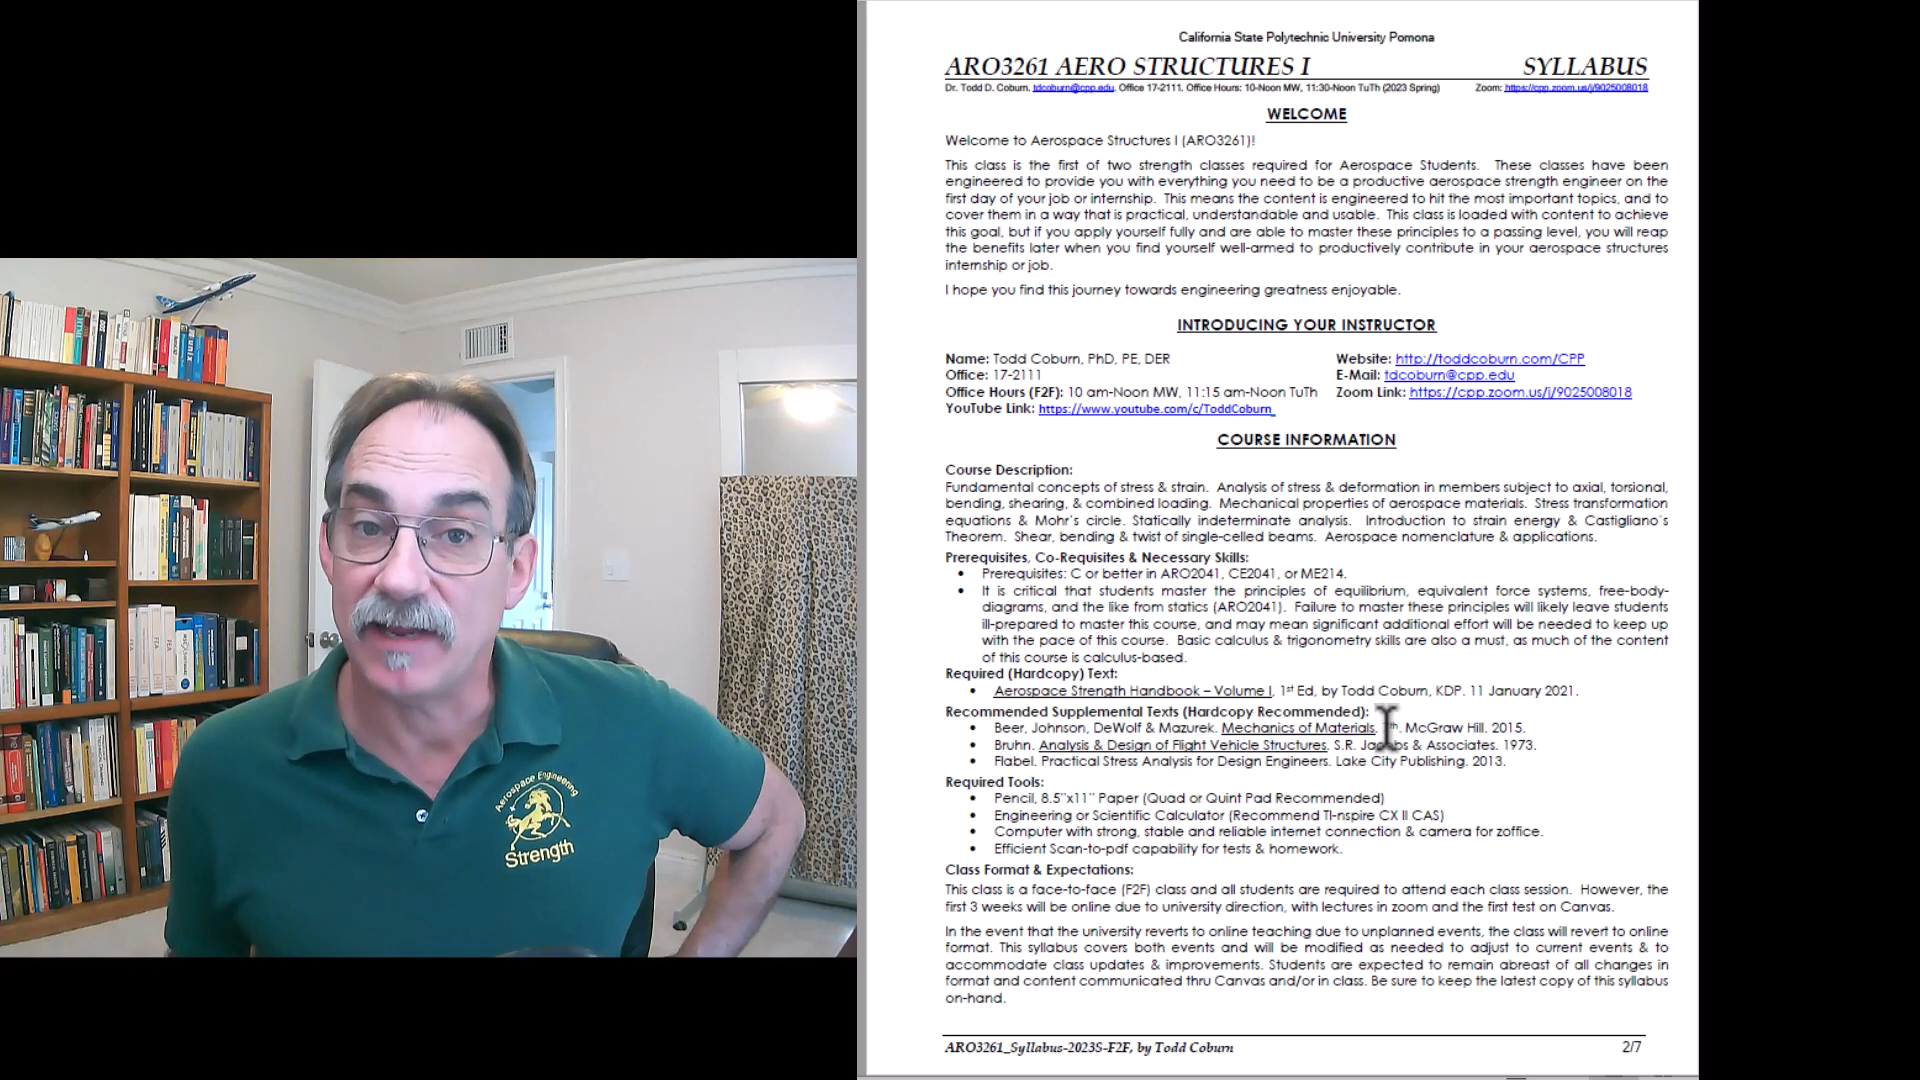 California State Polytechnic University Pomona
ARO3261 AERO STRUCTURES I SYLLABUS
Dr. Todd D. Coburn. tdcoburn@cpp.edu. Office 17-2111. Office Hours: 10-Noon MW, 11:30-Noon TuTh (2023 Spring) Zoom: https://cpp.zoom.us/j/9025008018
WELCOME
Welcome to Aerospace Structures I (ARO3261)!
This class is the first of two strength classes required for Aerospace Students. These classes have been
engineered to provide you with everything you need to be a productive aerospace strength engineer on the
first day of your job or internship. This means the content is engineered to hit the most important topics, and to
cover them in a way that is practical, understandable and usable. This class is loaded with content to achieve
this goal, but if you apply yourself fully and are able to master these principles to a passing level, you will reap
the benefits later when you find yourself well-armed to productively contribute in your aerospace structures
internship or job.
I hope you find this journey towards engineering greatness enjoyable.
INTRODUCING YOUR INSTRUCTOR
Name: Todd Coburn, PhD, PE, DER Website: http://toddcoburn.com/CPP
Office: 17-2111 E-Mail: tdcoburn@cpp.edu
Office Hours (F2F): 10 am-Noon MW, 11:15 am-Noon TuTh Zoom Link: https://cpp.zoom.us/j/9025008018
YouTube Link: https://www.youtube.com/c/ToddCoburn
COURSE INFORMATION
Course Description:
Fundamental concepts of stress & strain. Analysis of stress & deformation in members subject to axial, torsional,
bending, shearing, & combined loading. Mechanical properties of aerospace materials. Stress transformation
equations & Mohr's circle. Statically indeterminate analysis. Introduction to strain energy & Castigliano's
Theorem. Shear, bending & twist of single-celled beams. Aerospace nomenclature & applications.
Prerequisites, Co-Requisites & Necessary Skills:
• Prerequisites: C or better in ARO2041, CE2041, or ME214.
• It is critical that students master the principles of equilibrium, equivalent force systems, free-body-
diagrams, and the like from statics (ARO2041). Failure to master these principles will likely leave students
ill-prepared to master this course, and may mean significant additional effort will be needed to keep up
with the pace of this course. Basic calculus & trigonometry skills are also a must, as much of the content
of this course is calculus-based.
Required (Hardcopy) Text:
• Aerospace Strength Handbook – Volume I, 1st Ed, by Todd Coburn, KDP. 11 January 2021.
Recommended Supplemental Texts (Hardcopy Recommended):
• Beer, Johnson, DeWolf & Mazurek. Mechanics of Materials. McGraw Hill. 2015.
• Bruhn. Analysis & Design of Flight Vehicle Structures. S.R. Jacobs & Associates. 1973.
• Flabel. Practical Stress Analysis for Design Engineers. Lake City Publishing. 2013.
Required Tools:
• Pencil, 8.5"x11" Paper (Quad or Quint Pad Recommended)
• Engineering or Scientific Calculator (Recommend TI-nspire CX II CAS)
• Computer with strong, stable and reliable internet connection & camera for zoffice.
• Efficient Scan-to-pdf capability for tests & homework.
Class Format & Expectations:
This class is a face-to-face (F2F) class and all students are required to attend each class session. However, the
first 3 weeks will be online due to university direction, with lectures in zoom and the first test on Canvas.
In the event that the university reverts to online teaching due to unplanned events, the class will revert to online
format. This syllabus covers both events and will be modified as needed to adjust to current events & to
accommodate class updates & improvements. Students are expected to remain abreast of all changes in
format and content communicated thru Canvas and/or in class. Be sure to keep the latest copy of this syllabus
on-hand.
ARO3261_Syllabus-2023S-F2F, by Todd Coburn 2/7
Aerospace Engineering
Strength